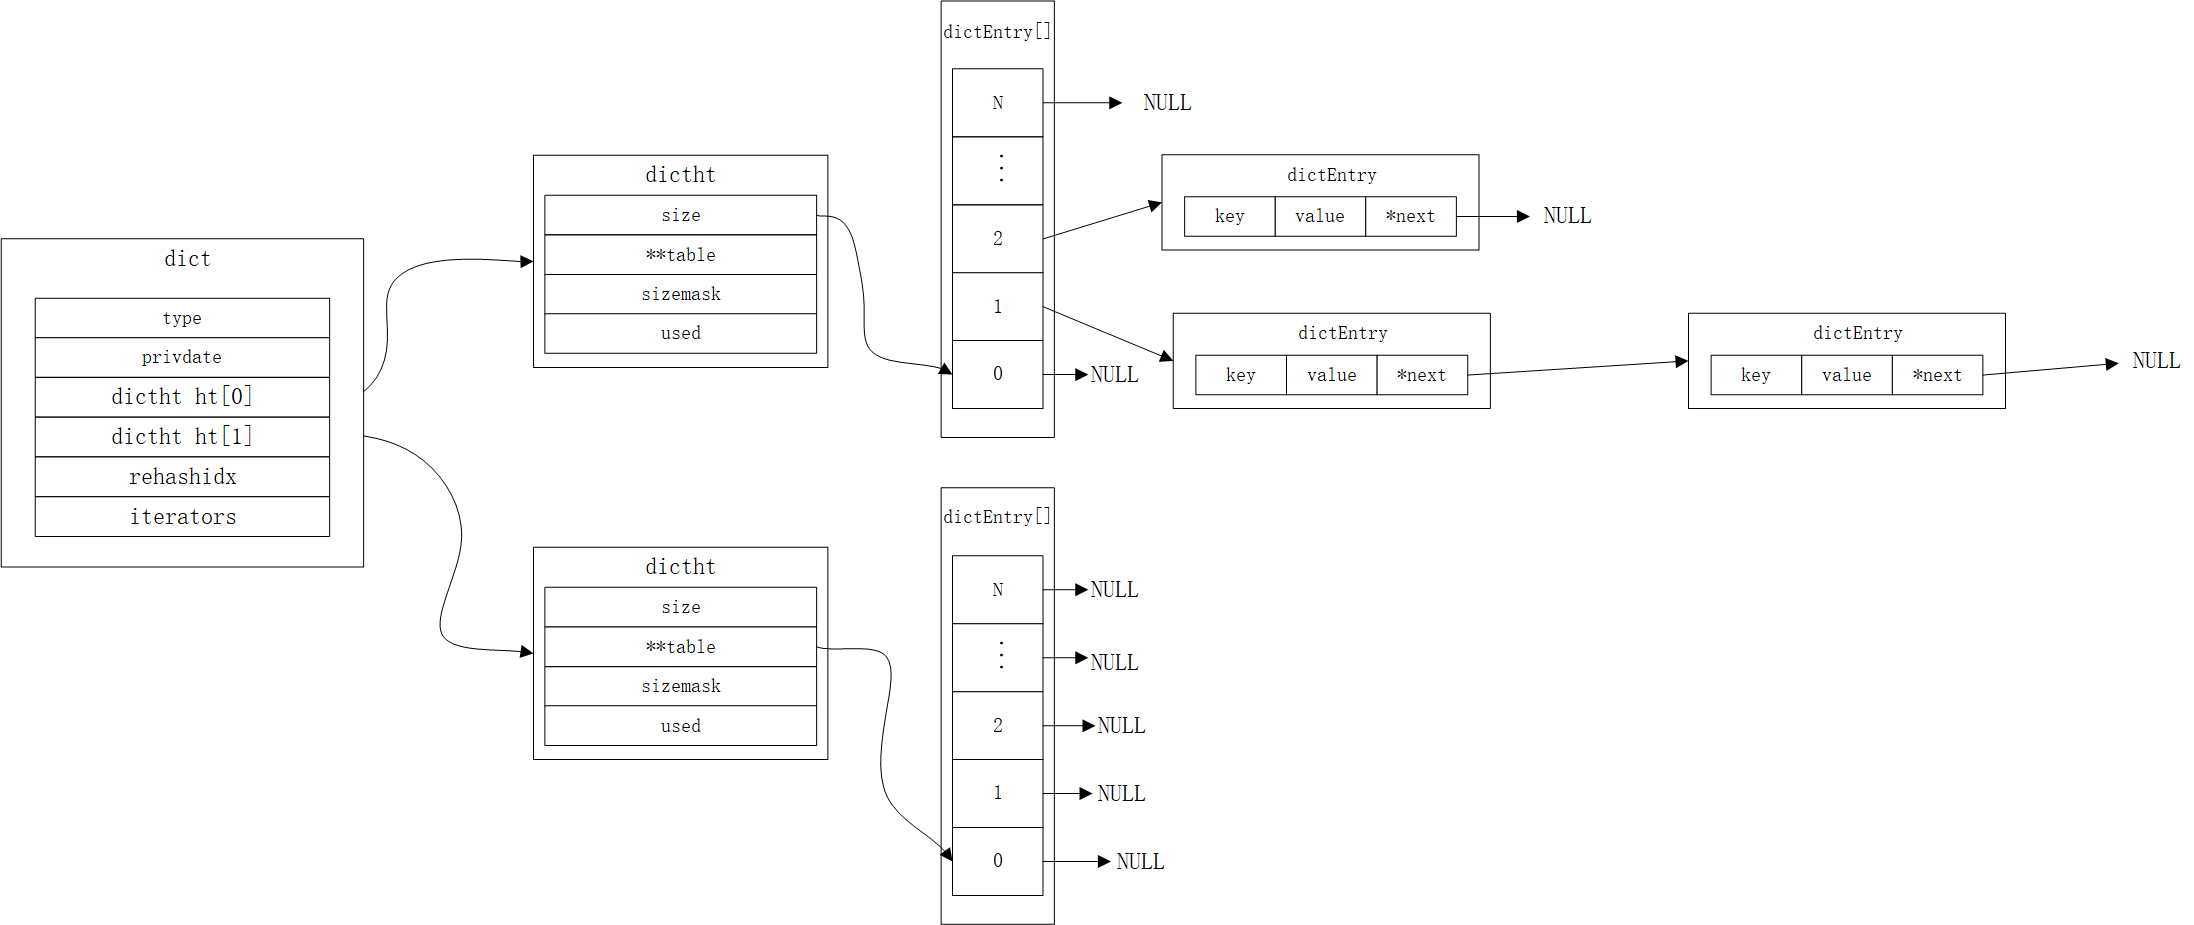 dict
type
privdate
dictht ht[0]
dictht ht[1]
rehashidx
iterators
dictht
size
**table
sizemask
used
dictEntry[]
N
⋮
2
1
0
NULL
dictEntry
key value *next
NULL
NULL
dictEntry
key value *next
dictEntry
key value *next
NULL
dictht
size
**table
sizemask
used
dictEntry[]
N
⋮
2
1
0
NULL
NULL
NULL
NULL
NULL